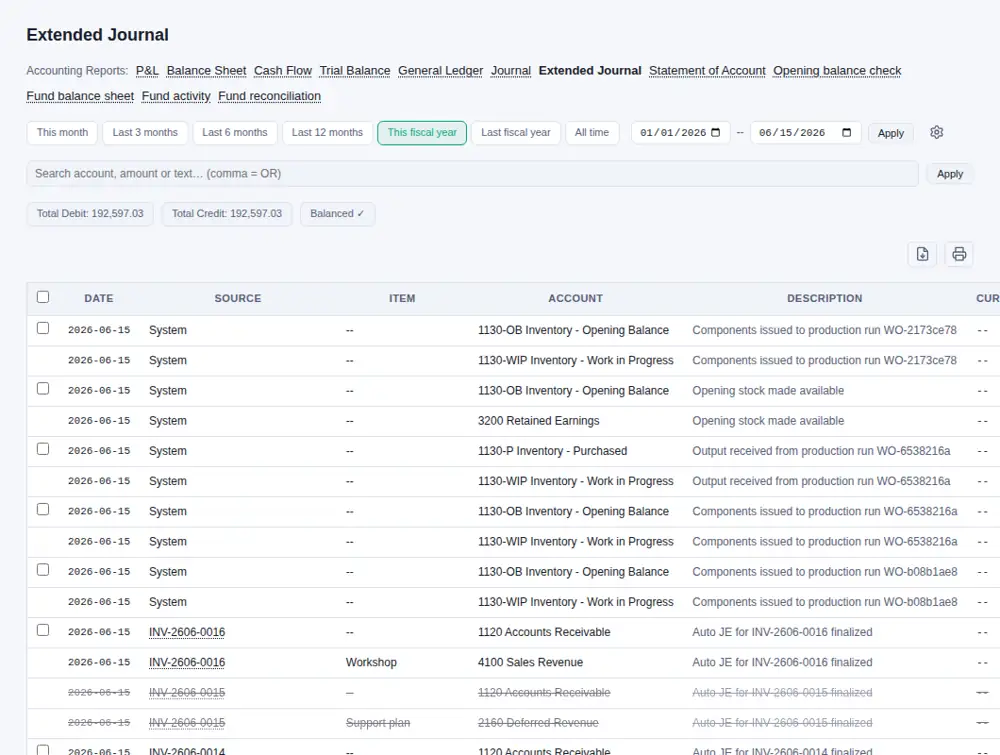 Extended Journal
Accounting Reports: P&L Balance Sheet Cash Flow Trial Balance General Ledger Journal Extended Journal Statement of Account Opening balance check
Fund balance sheet Fund activity Fund reconciliation
This month Last 3 months Last 6 months Last 12 months This fiscal year Last fiscal year All time 01/01/2026 -- 06/15/2026 Apply
Search account, amount or text… (comma = OR) Apply
Total Debit: 192,597.03 Total Credit: 192,597.03 Balanced ✓
DATE SOURCE ITEM ACCOUNT DESCRIPTION CUR
2026-06-15 System -- 1130-OB Inventory - Opening Balance Components issued to production run WO-2173ce78 --
2026-06-15 System -- 1130-WIP Inventory - Work in Progress Components issued to production run WO-2173ce78 --
2026-06-15 System -- 1130-OB Inventory - Opening Balance Opening stock made available --
2026-06-15 System -- 3200 Retained Earnings Opening stock made available --
2026-06-15 System -- 1130-P Inventory - Purchased Output received from production run WO-6538216a --
2026-06-15 System -- 1130-WIP Inventory - Work in Progress Output received from production run WO-6538216a --
2026-06-15 System -- 1130-OB Inventory - Opening Balance Components issued to production run WO-6538216a --
2026-06-15 System -- 1130-WIP Inventory - Work in Progress Components issued to production run WO-6538216a --
2026-06-15 System -- 1130-OB Inventory - Opening Balance Components issued to production run WO-b08b1ae8 --
2026-06-15 System -- 1130-WIP Inventory - Work in Progress Components issued to production run WO-b08b1ae8 --
2026-06-15 INV-2606-0016 -- 1120 Accounts Receivable Auto JE for INV-2606-0016 finalized --
2026-06-15 INV-2606-0016 Workshop 4100 Sales Revenue Auto JE for INV-2606-0016 finalized --
2026-06-15 INV-2606-0015 -- 1120 Accounts Receivable Auto JE for INV-2606-0015 finalized --
2026-06-15 INV-2606-0015 Support plan 2160 Deferred Revenue Auto JE for INV-2606-0015 finalized --
2026-06-15 INV-2606-0014 -- 1120 Accounts Receivable Auto JE for INV-2606-0014 finalized --